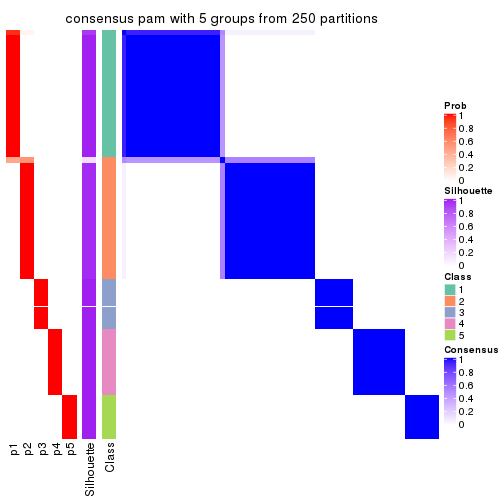 consensus pam with 5 groups from 250 partitions
Prob
1
0.8
0.6
0.4
0.2
0
Silhouette
1
0.8
0.6
0.4
0.2
0
Class
1
2
3
4
5
Consensus
1
0.8
0.6
0.4
0.2
0
p1
p2
p3
p4
p5
Silhouette
Class